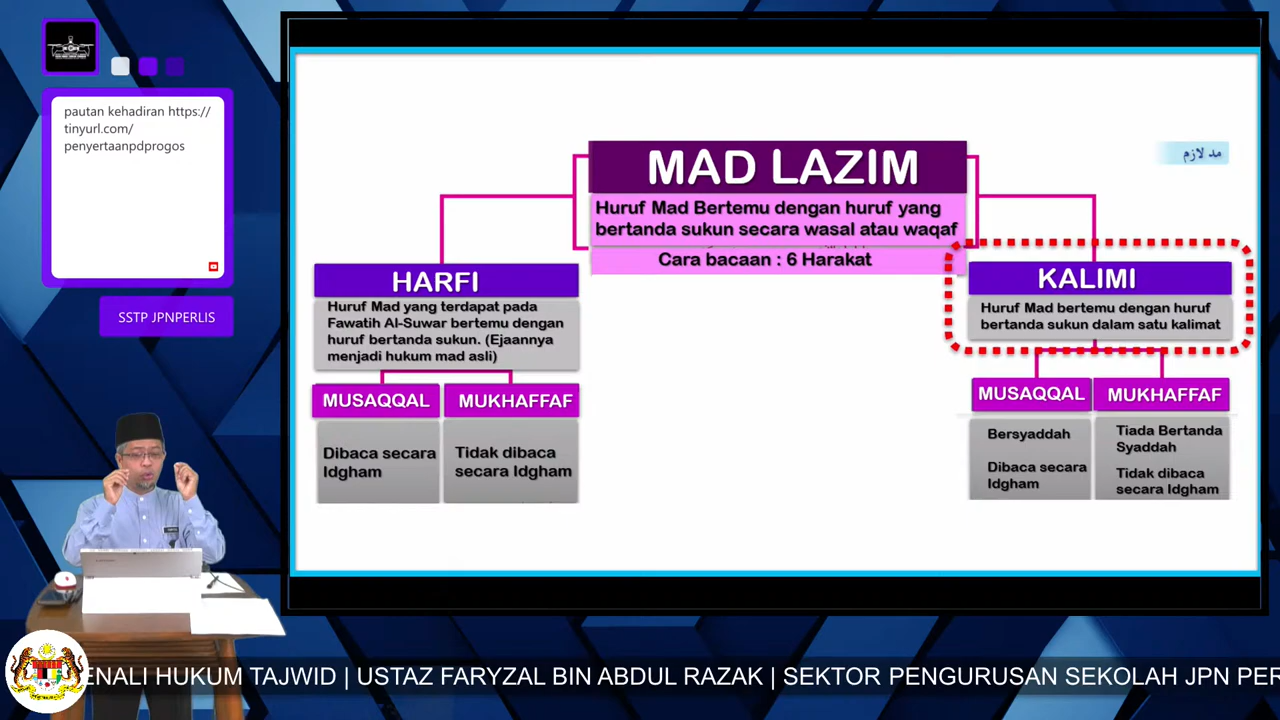 pautan kehadiran https://
tinyurl.com/
penyertaanpdprogos
SSTP JPNPERLIS
MAD LAZIM
Huruf Mad Bertemu dengan huruf yang
bertanda sukun secara wasal atau waqaf
Cara bacaan : 6 Harakat
مد لازم
HARFI
Huruf Mad yang terdapat pada
Fawatih Al-Suwar bertemu dengan
huruf bertanda sukun. (Ejaannya
menjadi hukum mad asli)
MUSAQQAL
Dibaca secara
Idgham
MUKHAFFAF
Tidak dibaca
secara Idgham
KALIMI
Huruf Mad bertemu dengan huruf
bertanda sukun dalam satu kalimat
MUSAQQAL
Bersyaddah
Dibaca secara
Idgham
MUKHAFFAF
Tiada Bertanda
Syaddah
Tidak dibaca
secara Idgham
ENALI HUKUM TAJWID | USTAZ FARYZAL BIN ABDUL RAZAK | SEKTOR PENGURUSAN SEKOLAH JPN PER